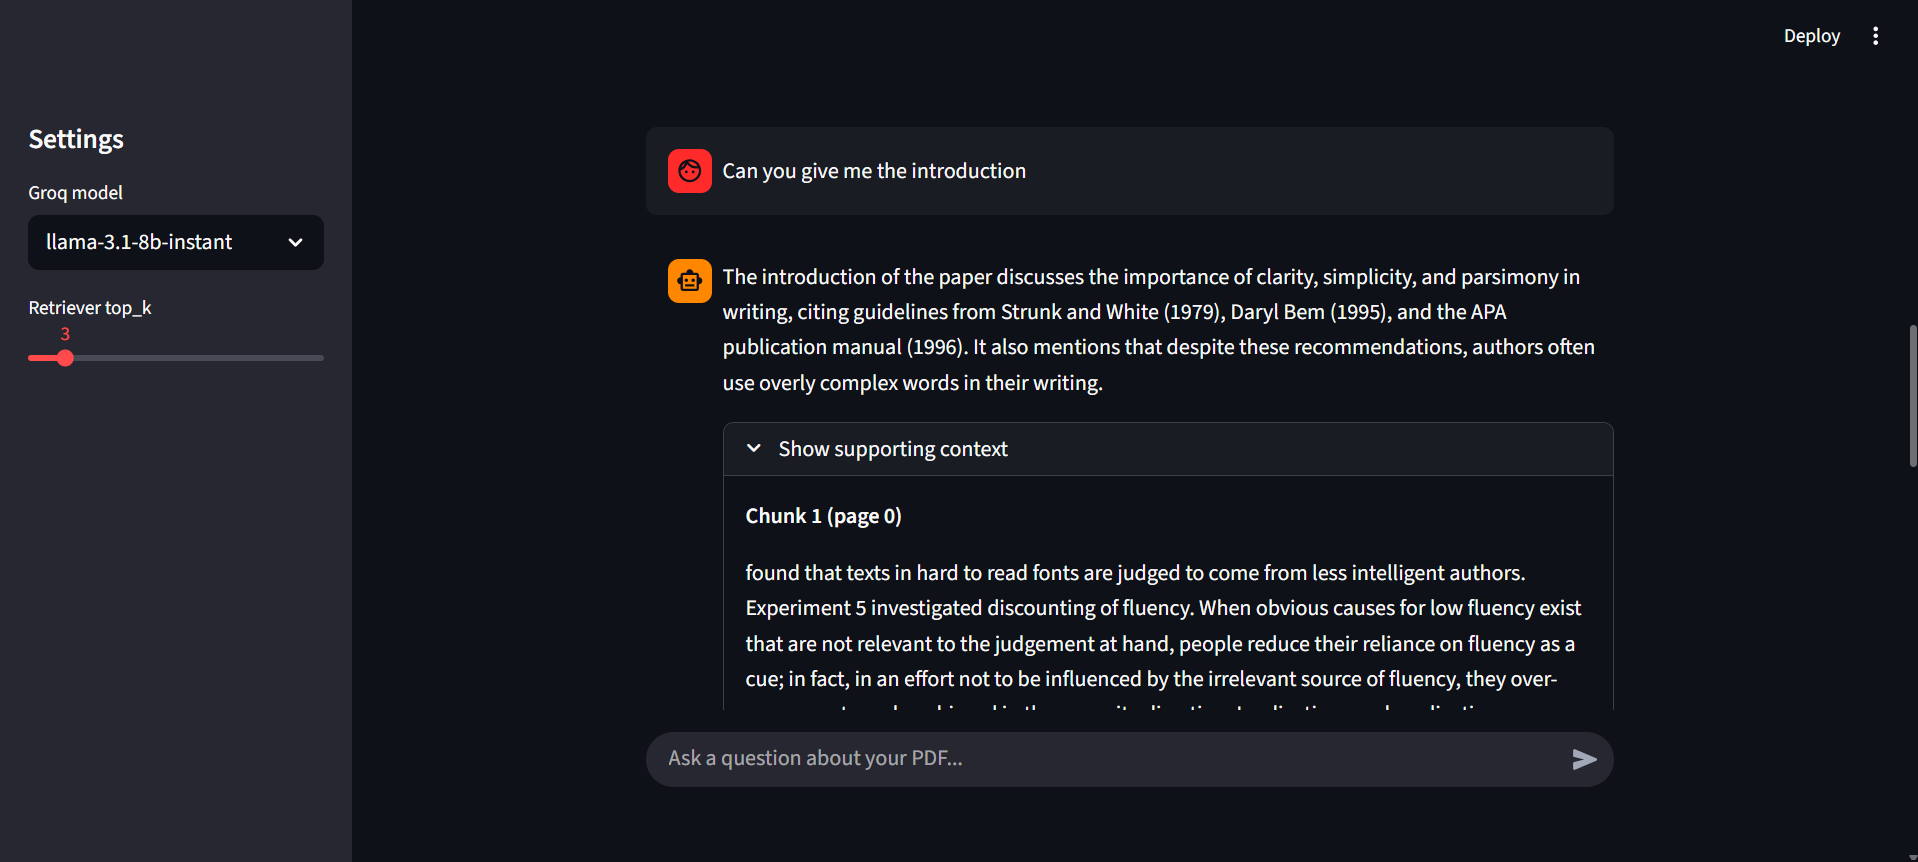 Deploy
Settings
Groq model
llama-3.1-8b-instant
Retriever top_k
3
Can you give me the introduction
The introduction of the paper discusses the importance of clarity, simplicity, and parsimony in
writing, citing guidelines from Strunk and White (1979), Daryl Bem (1995), and the APA
publication manual (1996). It also mentions that despite these recommendations, authors often
use overly complex words in their writing.
Show supporting context
Chunk 1 (page 0)
found that texts in hard to read fonts are judged to come from less intelligent authors.
Experiment 5 investigated discounting of fluency. When obvious causes for low fluency exist
that are not relevant to the judgement at hand, people reduce their reliance on fluency as a
cue; in fact, in an effort not to be influenced by the irrelevant source of fluency, they over-
Ask a question about your PDF...